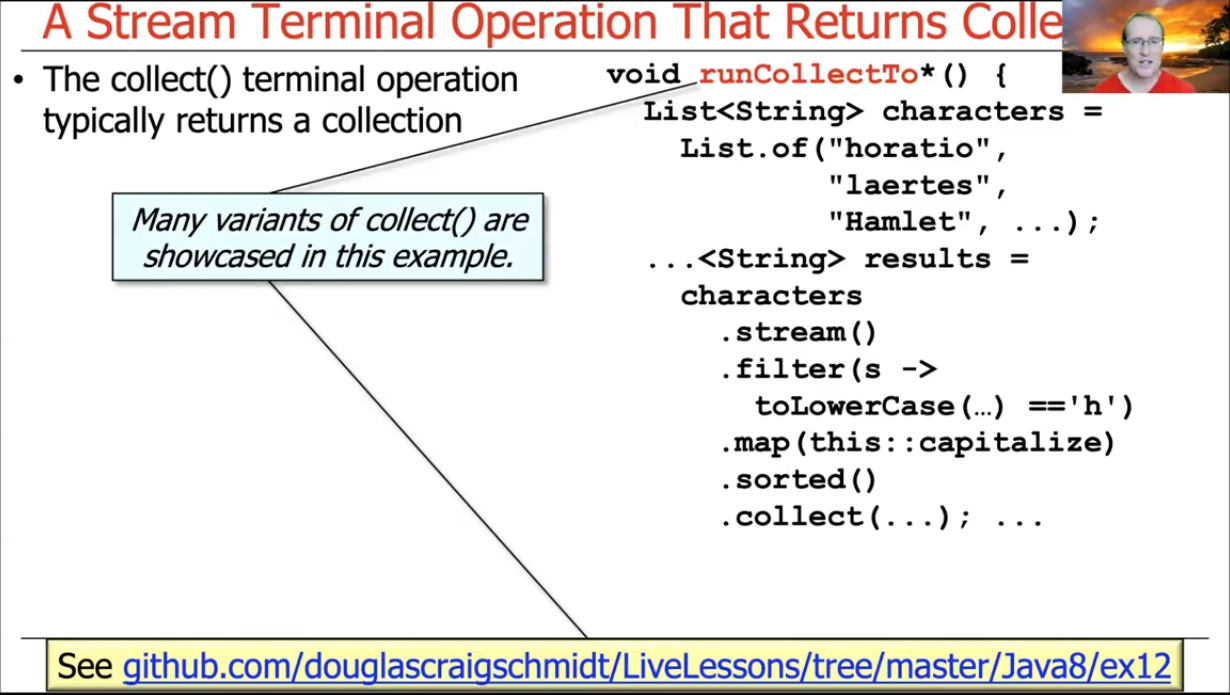 A Stream Terminal Operation That Returns Colle
• The collect() terminal operation
typically returns a collection
Many variants of collect() are
showcased in this example.
void runCollectTo*() {
List<String> characters =
List.of("horatio",
"laertes",
"Hamlet", ...);
...<String> results =
characters
.stream()
.filter(s ->
toLowerCase(…) =='h')
.map(this::capitalize)
.sorted()
.collect(...); ...
See github.com/douglascraigschmidt/LiveLessons/tree/master/Java8/ex12